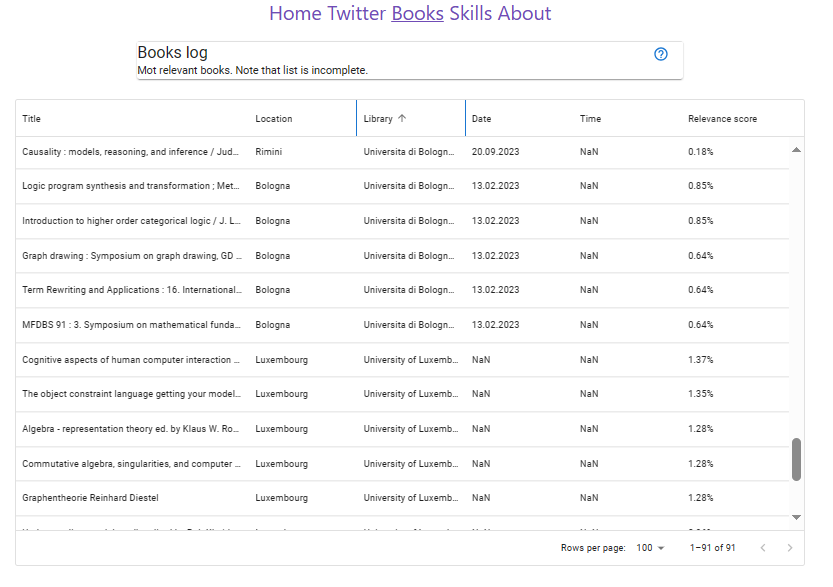 Home Twitter Books Skills About
Books log
Mot relevant books. Note that list is incomplete.
Title Location Library Date Time Relevance score
Causality : models, reasoning, and inference / Jud... Rimini Universita di Bologn... 20.09.2023 NaN 0.18%
Logic program synthesis and transformation ; Met... Bologna Universita di Bologn... 13.02.2023 NaN 0.85%
Introduction to higher order categorical logic / J. L... Bologna Universita di Bologn... 13.02.2023 NaN 0.85%
Graph drawing : Symposium on graph drawing, GD ... Bologna Universita di Bologn... 13.02.2023 NaN 0.64%
Term Rewriting and Applications : 16. International... Bologna Universita di Bologn... 13.02.2023 NaN 0.64%
MFDBS 91 : 3. Symposium on mathematical funda... Bologna Universita di Bologn... 13.02.2023 NaN 0.64%
Cognitive aspects of human computer interaction ... Luxembourg University of Luxemb... NaN NaN 1.37%
The object constraint language getting your model... Luxembourg University of Luxemb... NaN NaN 1.35%
Algebra - representation theory ed. by Klaus W. Ro... Luxembourg University of Luxemb... NaN NaN 1.28%
Commutative algebra, singularities, and computer ... Luxembourg University of Luxemb... NaN NaN 1.28%
Graphentheorie Reinhard Diestel Luxembourg University of Luxemb... NaN NaN 1.28%
Rows per page: 100 1–91 of 91